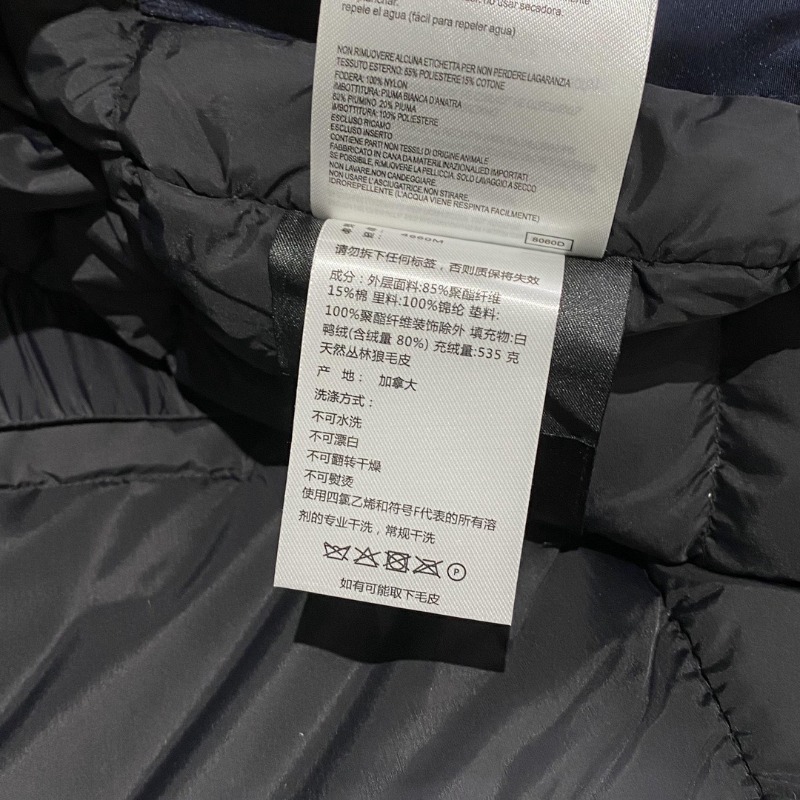 no usar secadora.
repele el agua (fácil para repeler agua)
NON RIMUOVERE ALCUNA ETICHETTA PER NON PERDERE LAGARANZIA
TESSUTO ESTERNO: 85% POLIESTERE 15% COTONE
FODERA: 100% NYLON
IMBOTTITURA: PIUMA BIANCA D'ANATRA
82% PIUMINO 20% PIUMA
IMBOTTITURA: 100% POLIESTERE
ESCLUSO RICAMO
ESCLUSO INSERTO
CONTIENE PARTI NON TESSILI DI ORIGINE ANIMALE
FABBRICATO IN CANA DA MATERILINAZIONALIED IMPORTATI
SE POSSIBILE, RIMUOVERE LA PELLICCIA, SOLO LAVAGGIO A SECCO
NON LAVARE.NON CANDEGGIARE.
NON USARE L'ASCIUGATRICE.NON STIRARE.
IDROREPELLENTE (L'ACQUA VIENE RESPINTA FACILMENTE)
8080D
4660M
请勿拆下任何标签，否则质保将失效
成分：外层面料:85%聚酯纤维
15%棉 里料:100%锦纶 垫料:
100%聚酯纤维装饰除外 填充物:白
鸭绒(含绒量 80%) 充绒量:535 克
天然丛林狼毛皮
产 地： 加拿大
洗涤方式：
不可水洗
不可漂白
不可翻转干燥
不可熨烫
使用四氯乙烯和符号F代表的所有溶
剂的专业干洗，常规干洗
P
如有可能取下毛皮